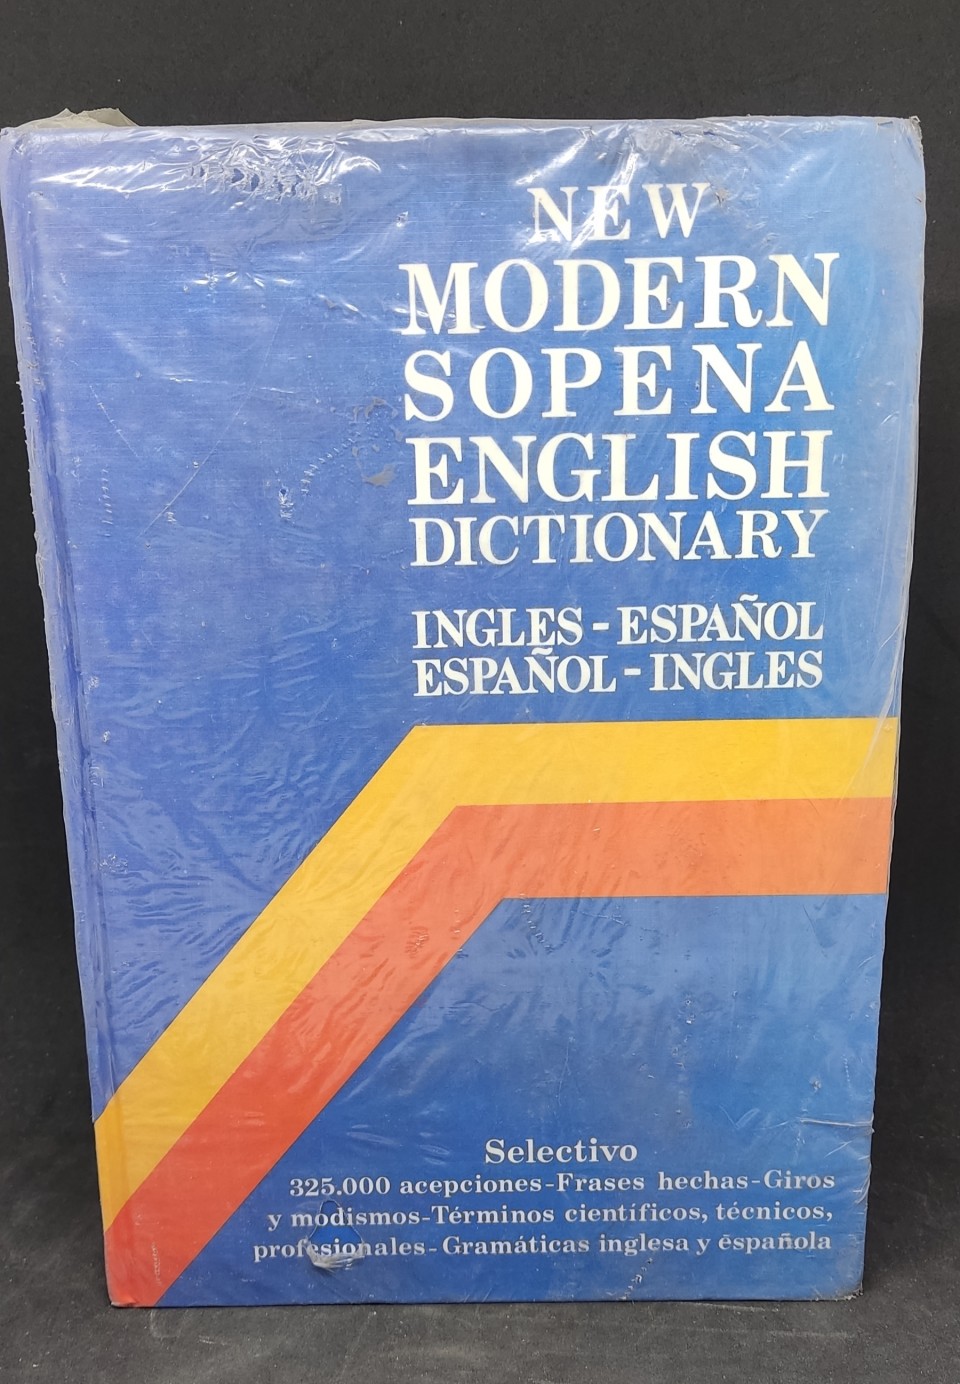 NEW
MODERN
SOPENA
ENGLISH
DICTIONARY
INGLES - ESPAÑOL
ESPAÑOL - INGLES
Selectivo
325.000 acepciones-Frases hechas-Giros
y modismos-Términos científicos, técnicos,
profesionales-Gramáticas inglesa y española